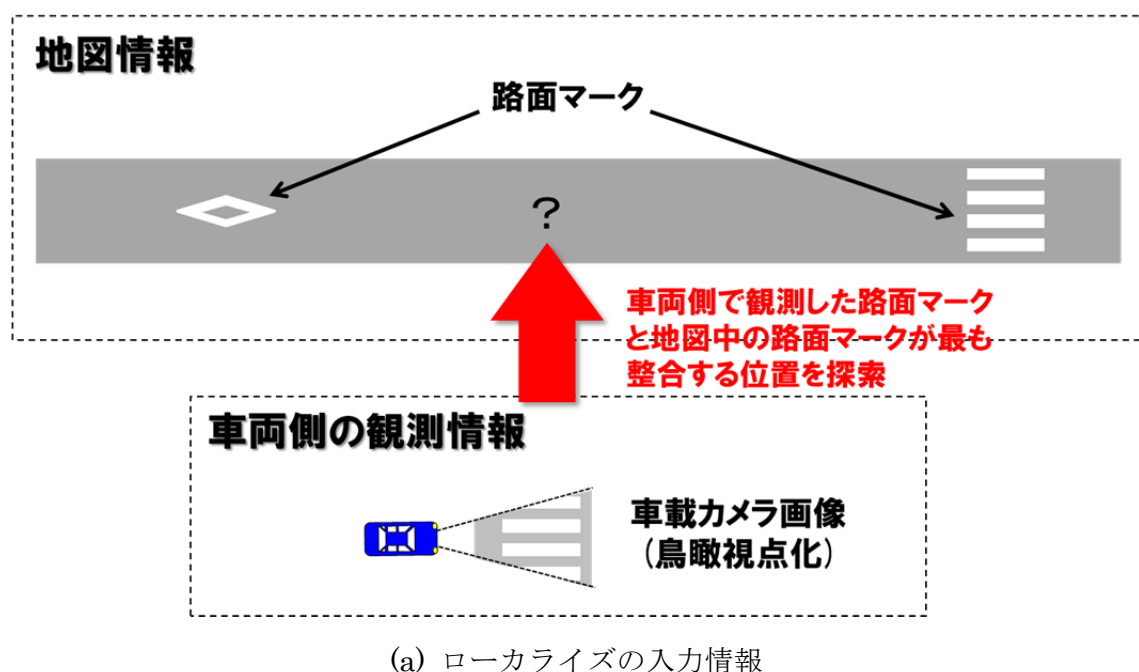 地図情報
路面マーク
?
車両側で観測した路面マーク
と地図中の路面マークが最も
整合する位置を探索
車両側の観測情報
車載カメラ画像
(鳥瞰視点化)
(a) ローカライズの入力情報